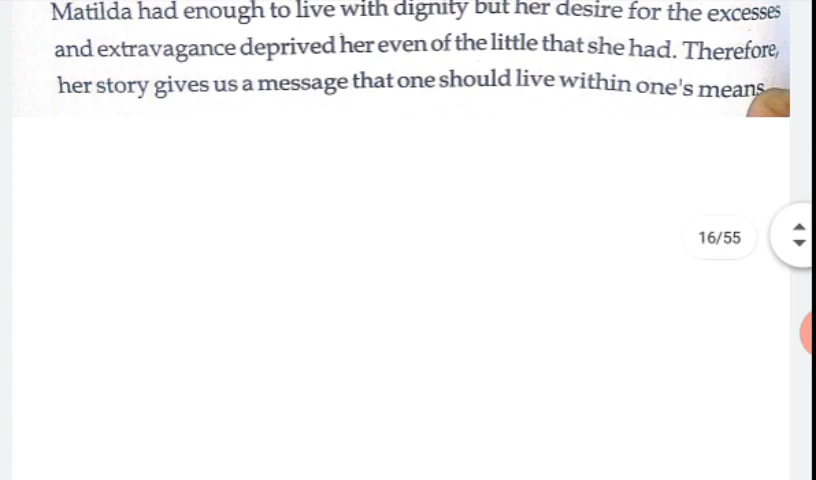 Matilda had enough to live with dignity but her desire for the excesses
and extravagance deprived her even of the little that she had. Therefore,
her story gives us a message that one should live within one's means
16/55